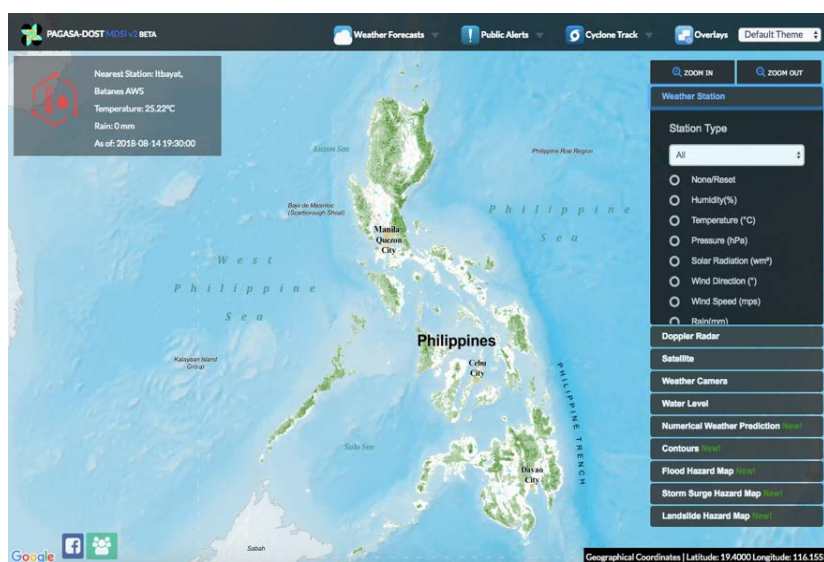 PAGASA-DOST MDSI v2 BETA
Weather Forecasts
Public Alerts
Cyclone Track
Overlays
Default Theme
Nearest Station: Itbayat,
Batanes AWS
Temperature: 25.22°C
Rain: 0 mm
As of: 2018-08-14 19:30:00
ZOOM IN
ZOOM OUT
Weather Station
Station Type
All
None/Reset
Humidity(%)
Temperature (°C)
Pressure (hPa)
Solar Radiation (wm²)
Wind Direction (°)
Wind Speed (mps)
Rain(mm)
Doppler Radar
Satellite
Weather Camera
Water Level
Numerical Weather Prediction New!
Contours New!
Flood Hazard Map New!
Storm Surge Hazard Map New!
Landslide Hazard Map New!
Luzon Sea
Philippine Rise Region
Bajo de Masinloc
(Scarborough Shoal)
Philippine
Sea
Manila
Quezon
City
West
Philippine
Sea
Philippines
Kalayaan Island
Group
Cebu
City
PHILIPPINE TRENCH
Sulu Sea
Davao
City
Sabah
Google
Geographical Coordinates | Latitude: 19.4000 Longitude: 116.155